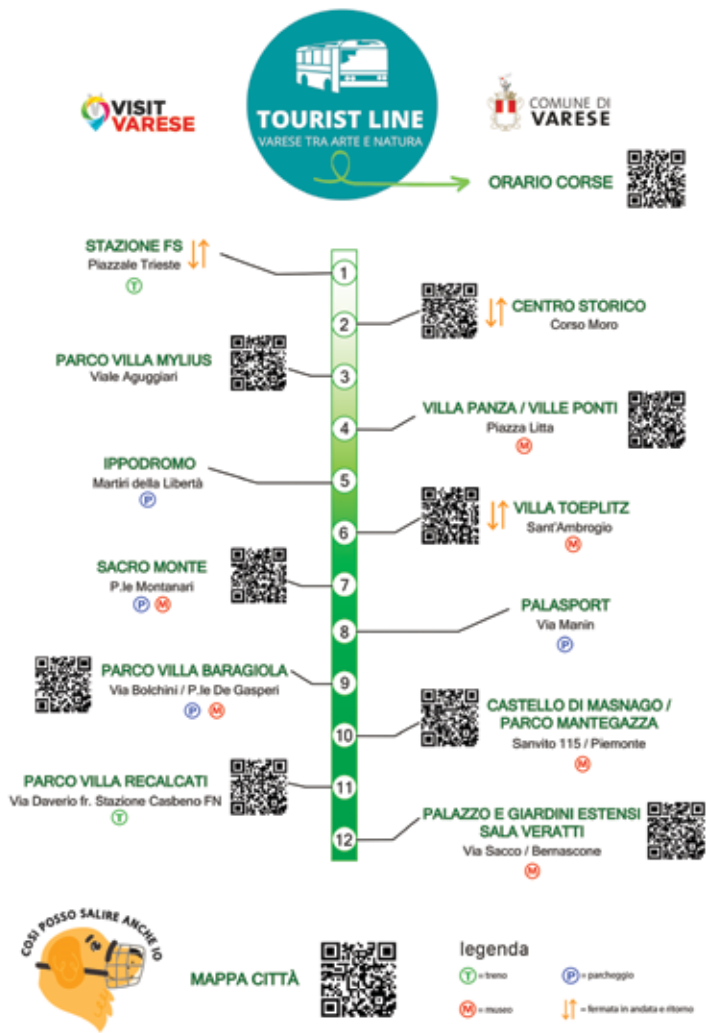 VISIT
VARESE
TOURIST LINE
VARESE TRA ARTE E NATURA
COMUNE DI
VARESE
ORARIO CORSE
STAZIONE FS
Piazzale Trieste
T
1
2
CENTRO STORICO
Corso Moro
PARCO VILLA MYLIUS
Viale Aguggiari
3
4
VILLA PANZA / VILLE PONTI
Piazza Litta
M
IPPODROMO
Martiri della Libertà
P
5
6
VILLA TOEPLITZ
Sant'Ambrogio
M
SACRO MONTE
P.le Montanari
P M
7
8
PALASPORT
Via Manin
P
PARCO VILLA BARAGIOLA
Via Bolchini / P.le De Gasperi
P M
9
10
CASTELLO DI MASNAGO /
PARCO MANTEGAZZA
Sanvito 115 / Piemonte
M
PARCO VILLA RECALCATI
Via Daverio fr. Stazione Casbeno FN
T
11
12
PALAZZO E GIARDINI ESTENSI
SALA VERATTI
Via Sacco / Bernascone
M
COSÌ POSSO SALIRE ANCHE IO
MAPPA CITTÀ
legenda
T = treno
P = parcheggio
M = museo
= fermata in andata e ritorno